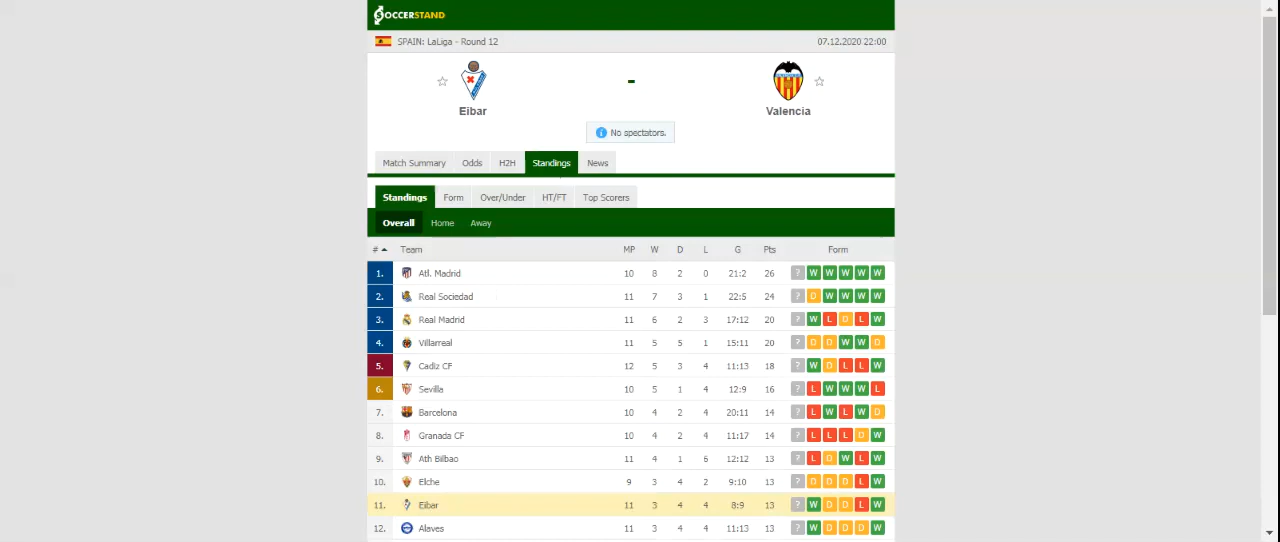 SOCCERSTAND
SPAIN: LaLiga - Round 12 07.12.2020 22:00
-
Eibar Valencia
No spectators.
Match Summary Odds H2H Standings News
Standings Form Over/Under HT/FT Top Scorers
Overall Home Away
# Team MP W D L G Pts Form
1. Atl. Madrid 10 8 2 0 21:2 26 ? W W W W W
2. Real Sociedad 11 7 3 1 22:5 24 ? D W W W W
3. Real Madrid 11 6 2 3 17:12 20 ? W L D L W
4. Villarreal 11 5 5 1 15:11 20 ? D D W W D
5. Cadiz CF 12 5 3 4 11:13 18 ? W D L L W
6. Sevilla 10 5 1 4 12:9 16 ? L W W W L
7. Barcelona 10 4 2 4 20:11 14 ? L W L W D
8. Granada CF 10 4 2 4 11:17 14 ? L L L D W
9. Ath Bilbao 11 4 1 6 12:12 13 ? L D W L W
10. Elche 9 3 4 2 9:10 13 ? D D D L W
11. Eibar 11 3 4 4 8:9 13 ? W D D L W
12. Alaves 11 3 4 4 11:13 13 ? W D D D W